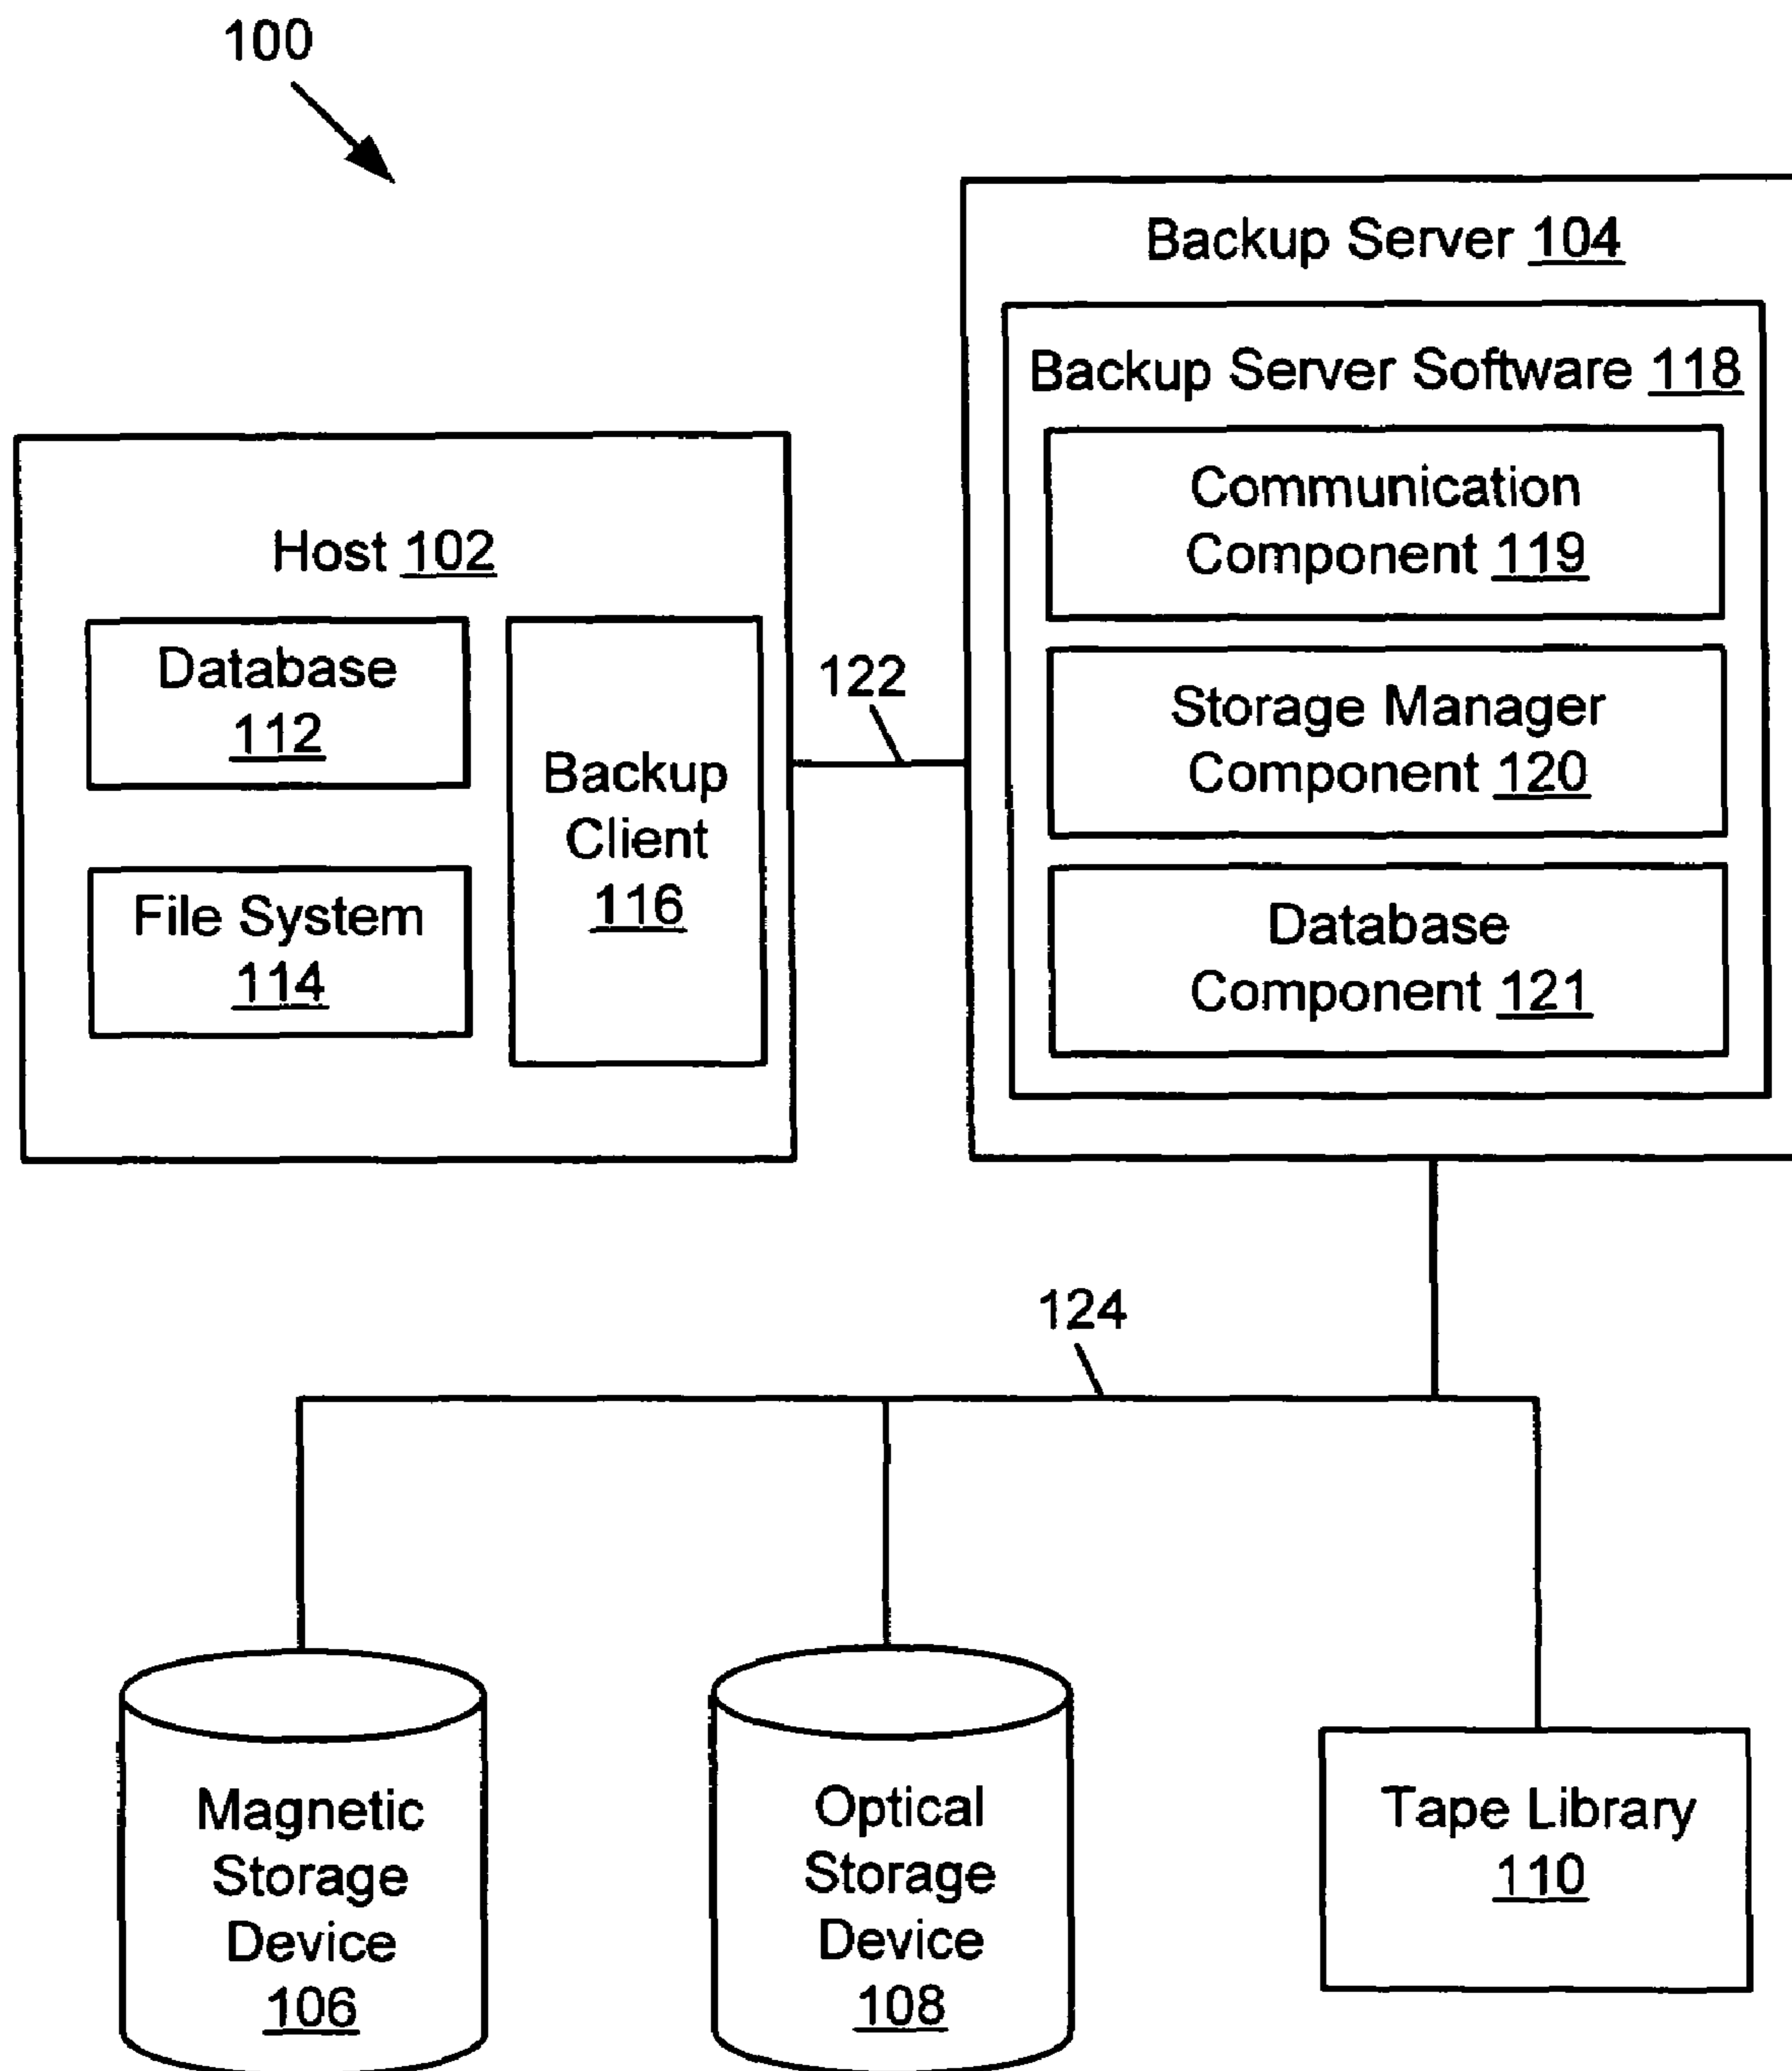 100
Backup Server 104
Backup Server Software 118
Communication
Component 119
Storage Manager
Component 120
Database
Component 121
Host 102
Database
112
File System
114
Backup
Client
116
122
124
Magnetic
Storage
Device
106
Optical
Storage
Device
108
Tape Library
110